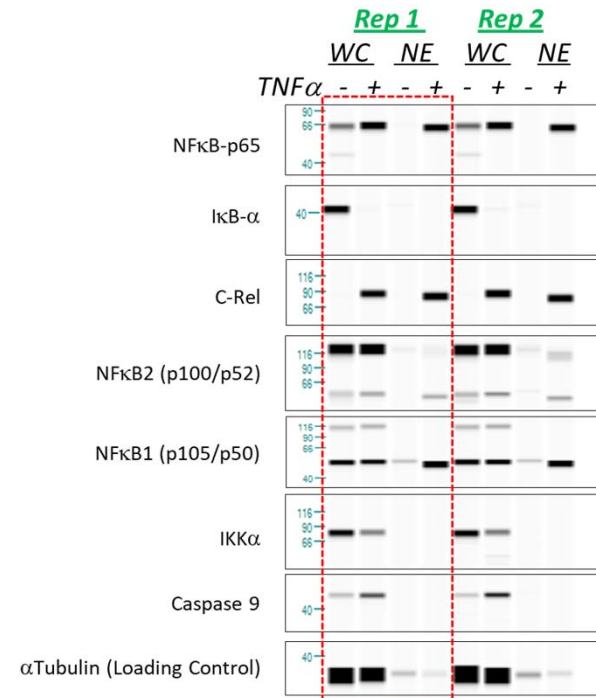 Rep 1 Rep 2
WC NE WC NE
TNFα - + - + - + - +
90
66
NFκB-p65
40
IκB-α
40
116
C-Rel
90
66
116
NFκB2 (p100/p52)
90
66
116
90
NFκB1 (p105/p50)
66
40
116
90
IKKα
66
Caspase 9
40
40
αTubulin (Loading Control)